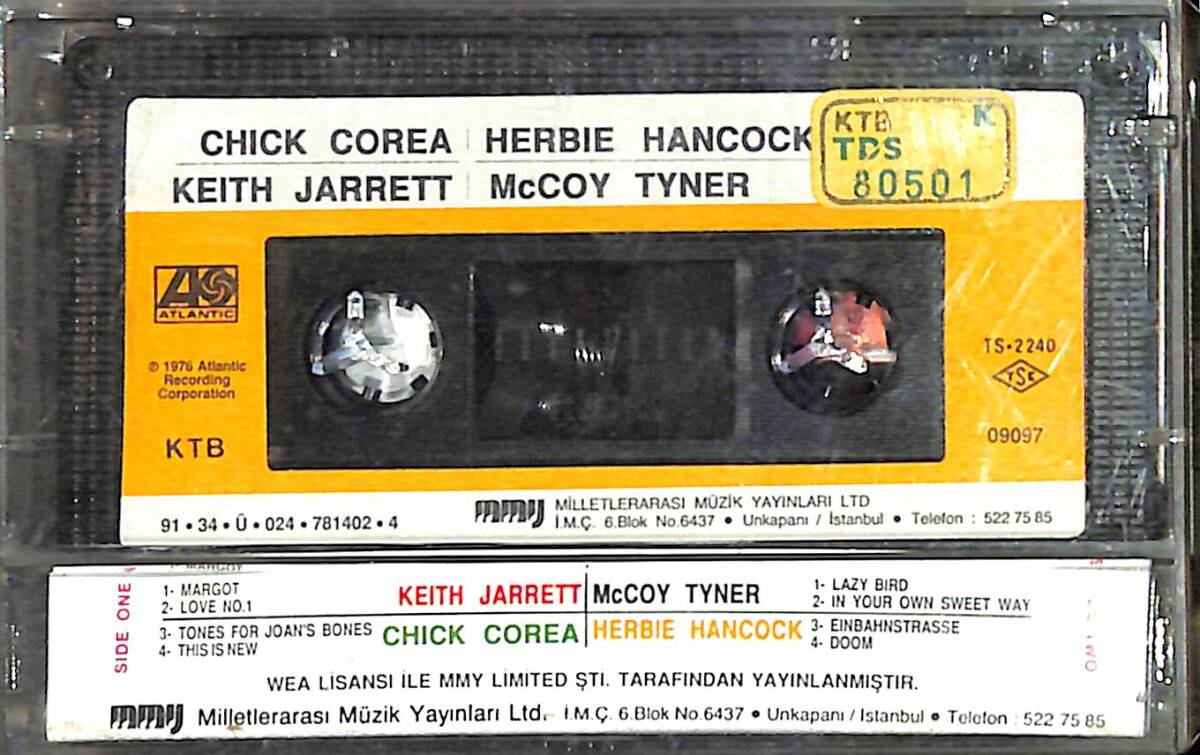 CHICK COREA HERBIE HANCOCK
KEITH JARRETT McCOY TYNER
KTB K
TDS
80501
ATLANTIC
℗ 1976 Atlantic
Recording
Corporation
KTB
TS•2240
TSE
09097
91 • 34 • Ü • 024 • 781402 • 4
mmy MİLLETLERARASI MÜZİK YAYINLARI LTD
İ.M.Ç. 6.Blok No.6437 • Unkapanı / İstanbul • Telefon : 522 75 85
SIDE ONE
1- MARGOT
2- LOVE NO.1
3- TONES FOR JOAN'S BONES
4- THIS IS NEW
KEITH JARRETT McCOY TYNER
CHICK COREA HERBIE HANCOCK
1- LAZY BIRD
2- IN YOUR OWN SWEET WAY
3- EINBAHNSTRASSE
4- DOOM
WEA LİSANSI İLE MMY LİMİTED ŞTİ. TARAFINDAN YAYINLANMIŞTIR.
mmy Milletlerarası Müzik Yayınları Ltd. İ.M.Ç. 6.Blok No.6437 • Unkapanı / İstanbul • Telefon : 522 75 85